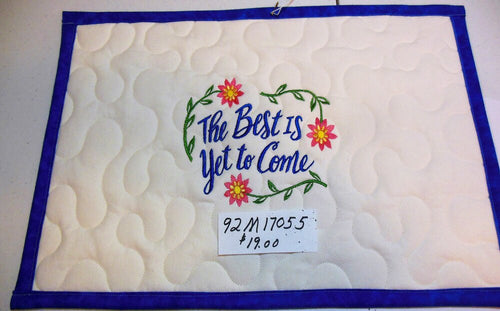 The Best Is
Yet to Come
92M17055
$19.00